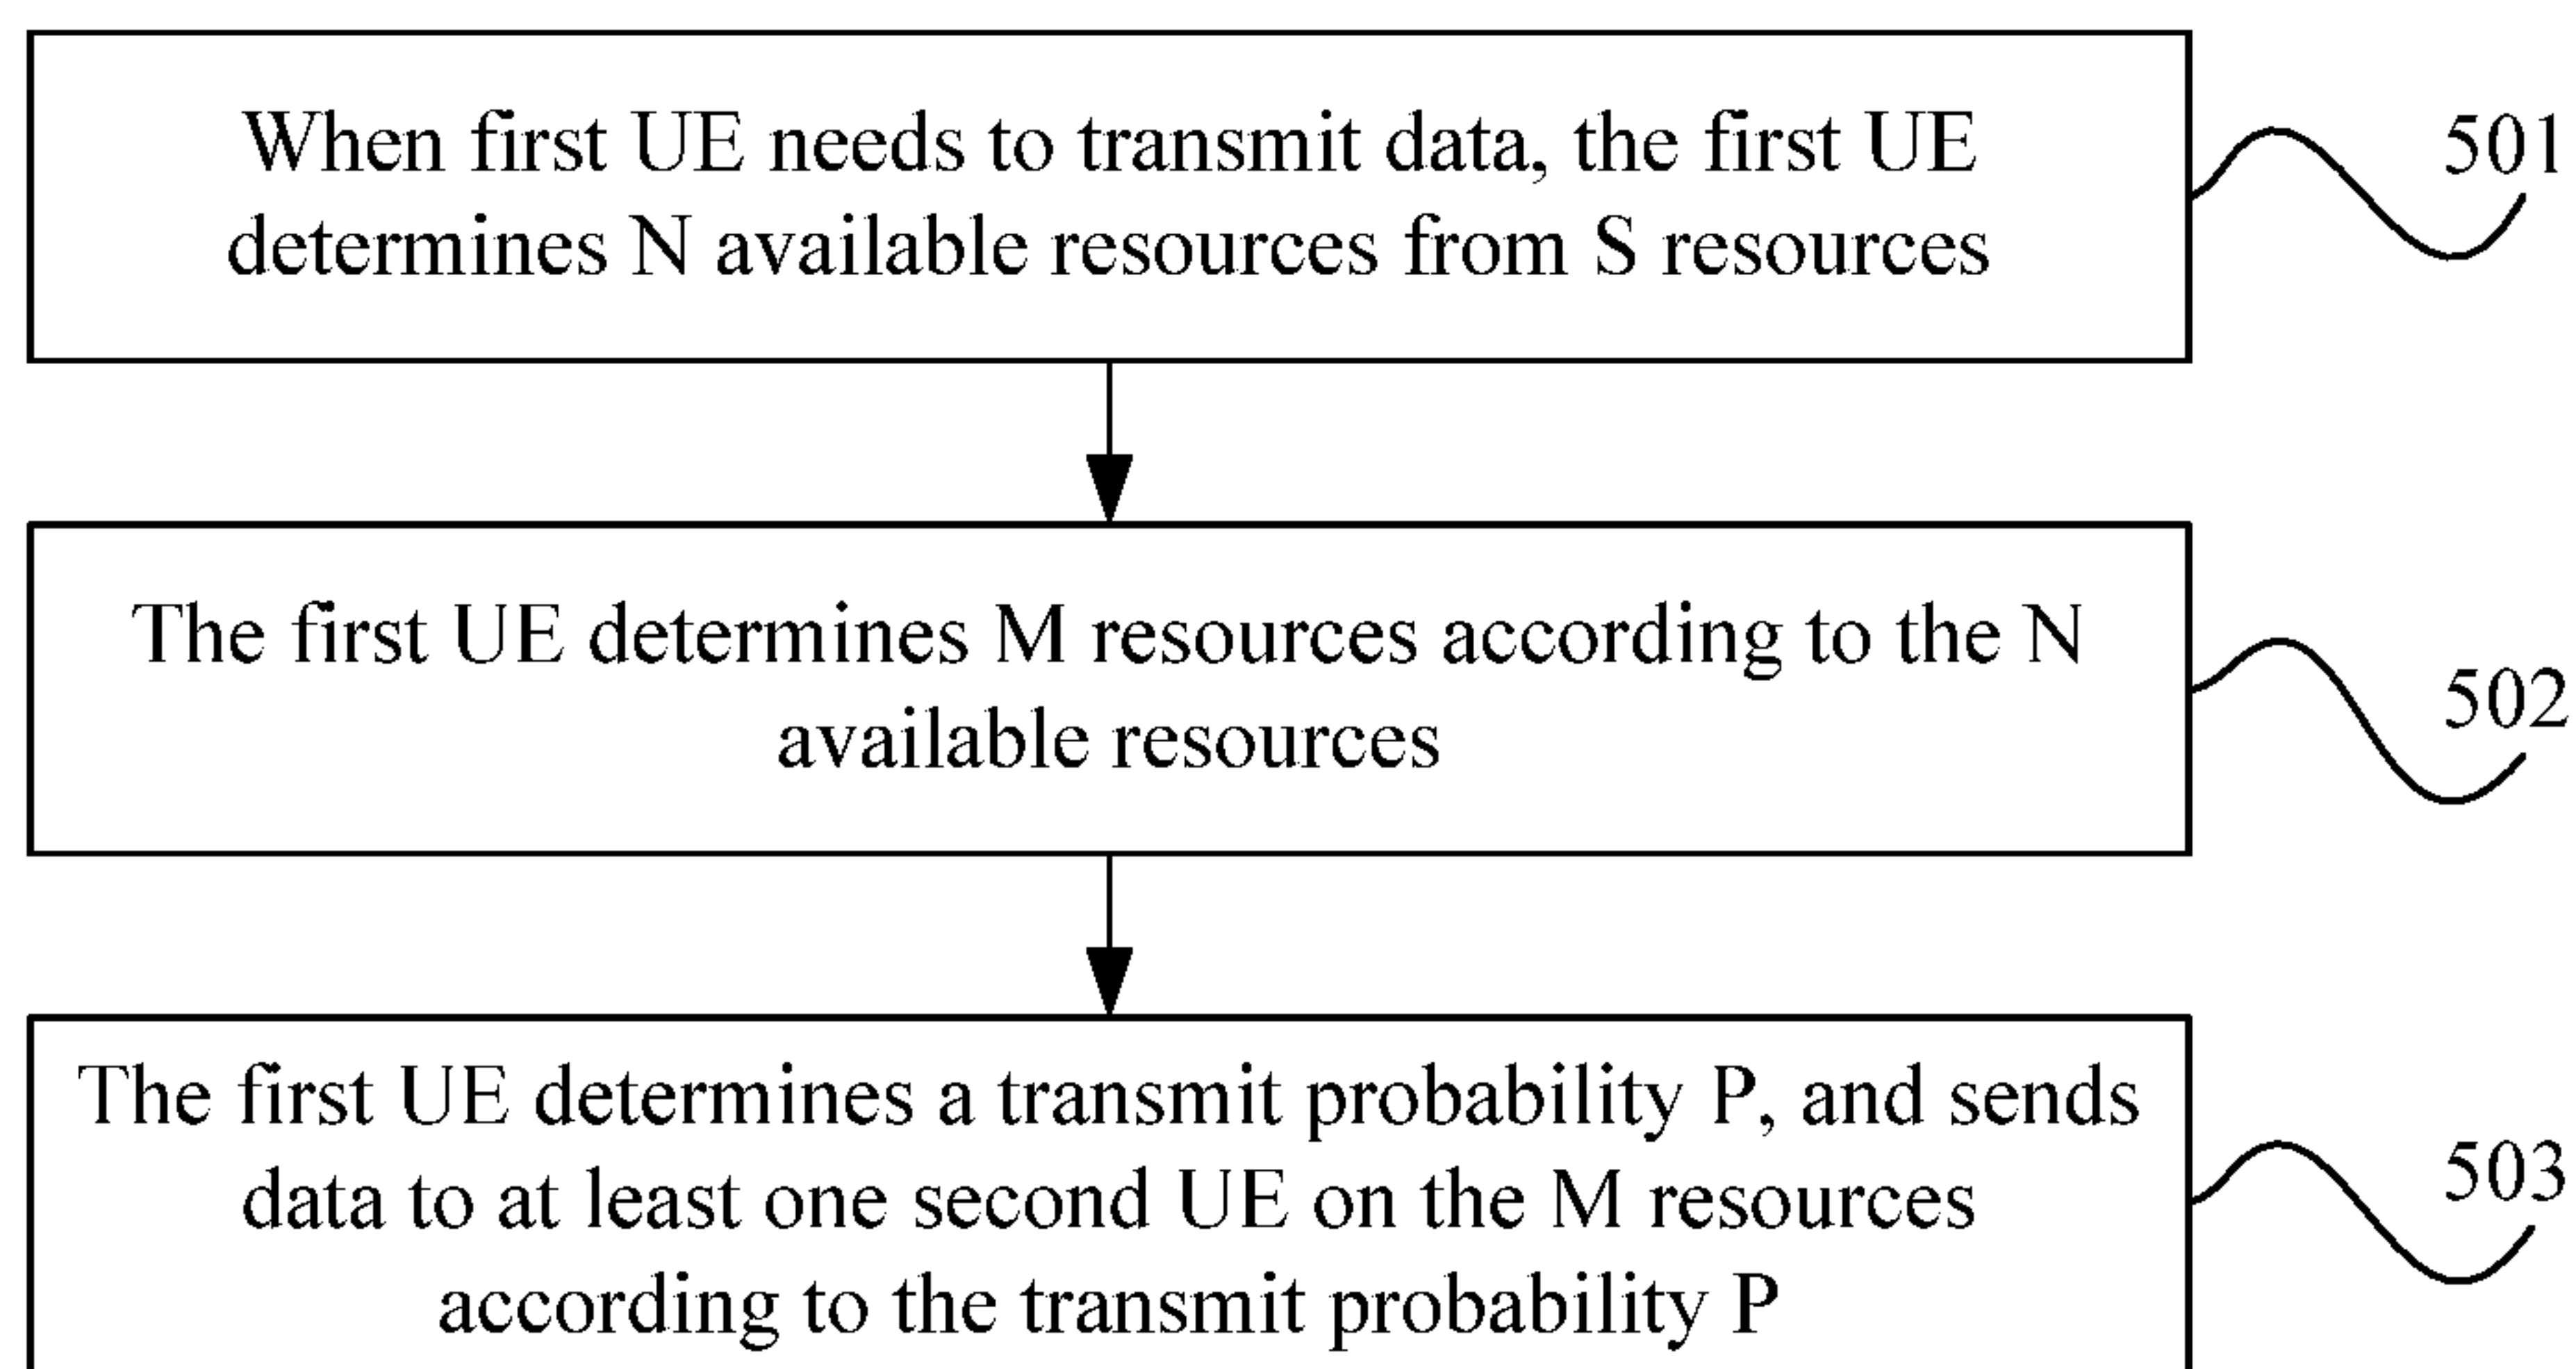 When first UE needs to transmit data, the first UE
determines N available resources from S resources
501
The first UE determines M resources according to the N
available resources
502
The first UE determines a transmit probability P, and sends
data to at least one second UE on the M resources
according to the transmit probability P
503